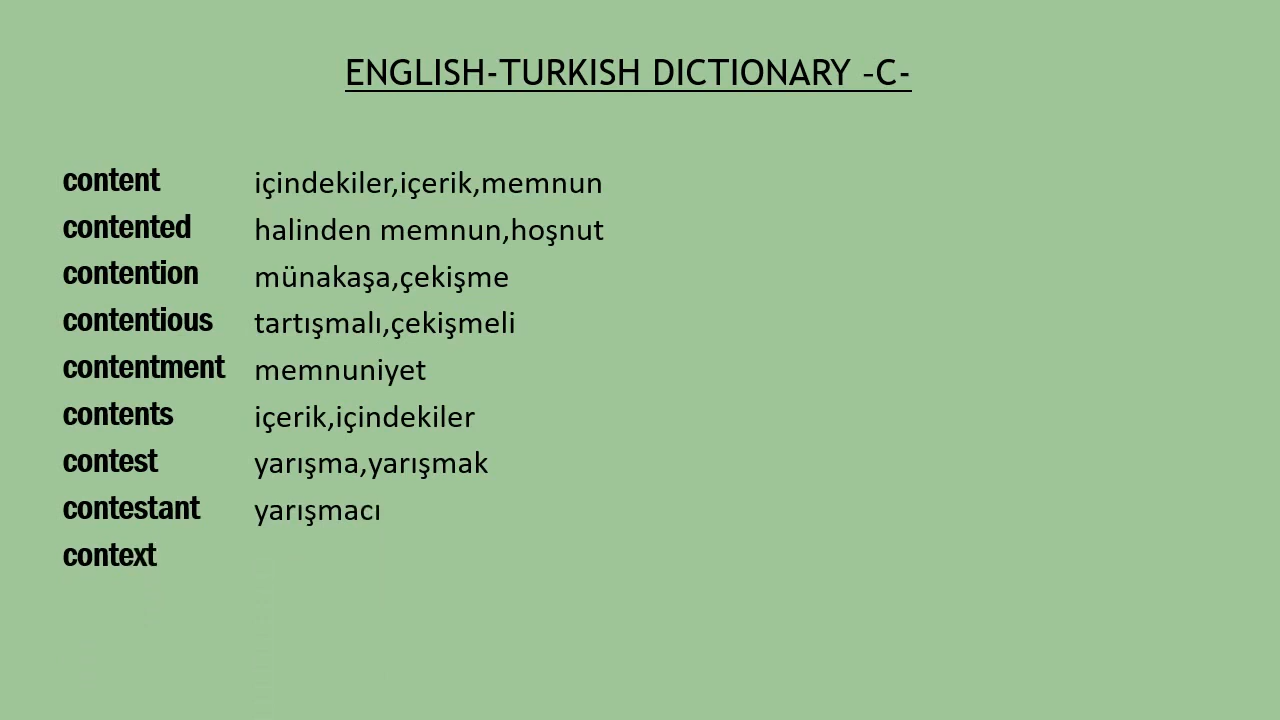 ENGLISH-TURKISH DICTIONARY –C-
content içindekiler,içerik,memnun
contented halinden memnun,hoşnut
contention münakaşa,çekişme
contentious tartışmalı,çekişmeli
contentment memnuniyet
contents içerik,içindekiler
contest yarışma,yarışmak
contestant yarışmacı
context